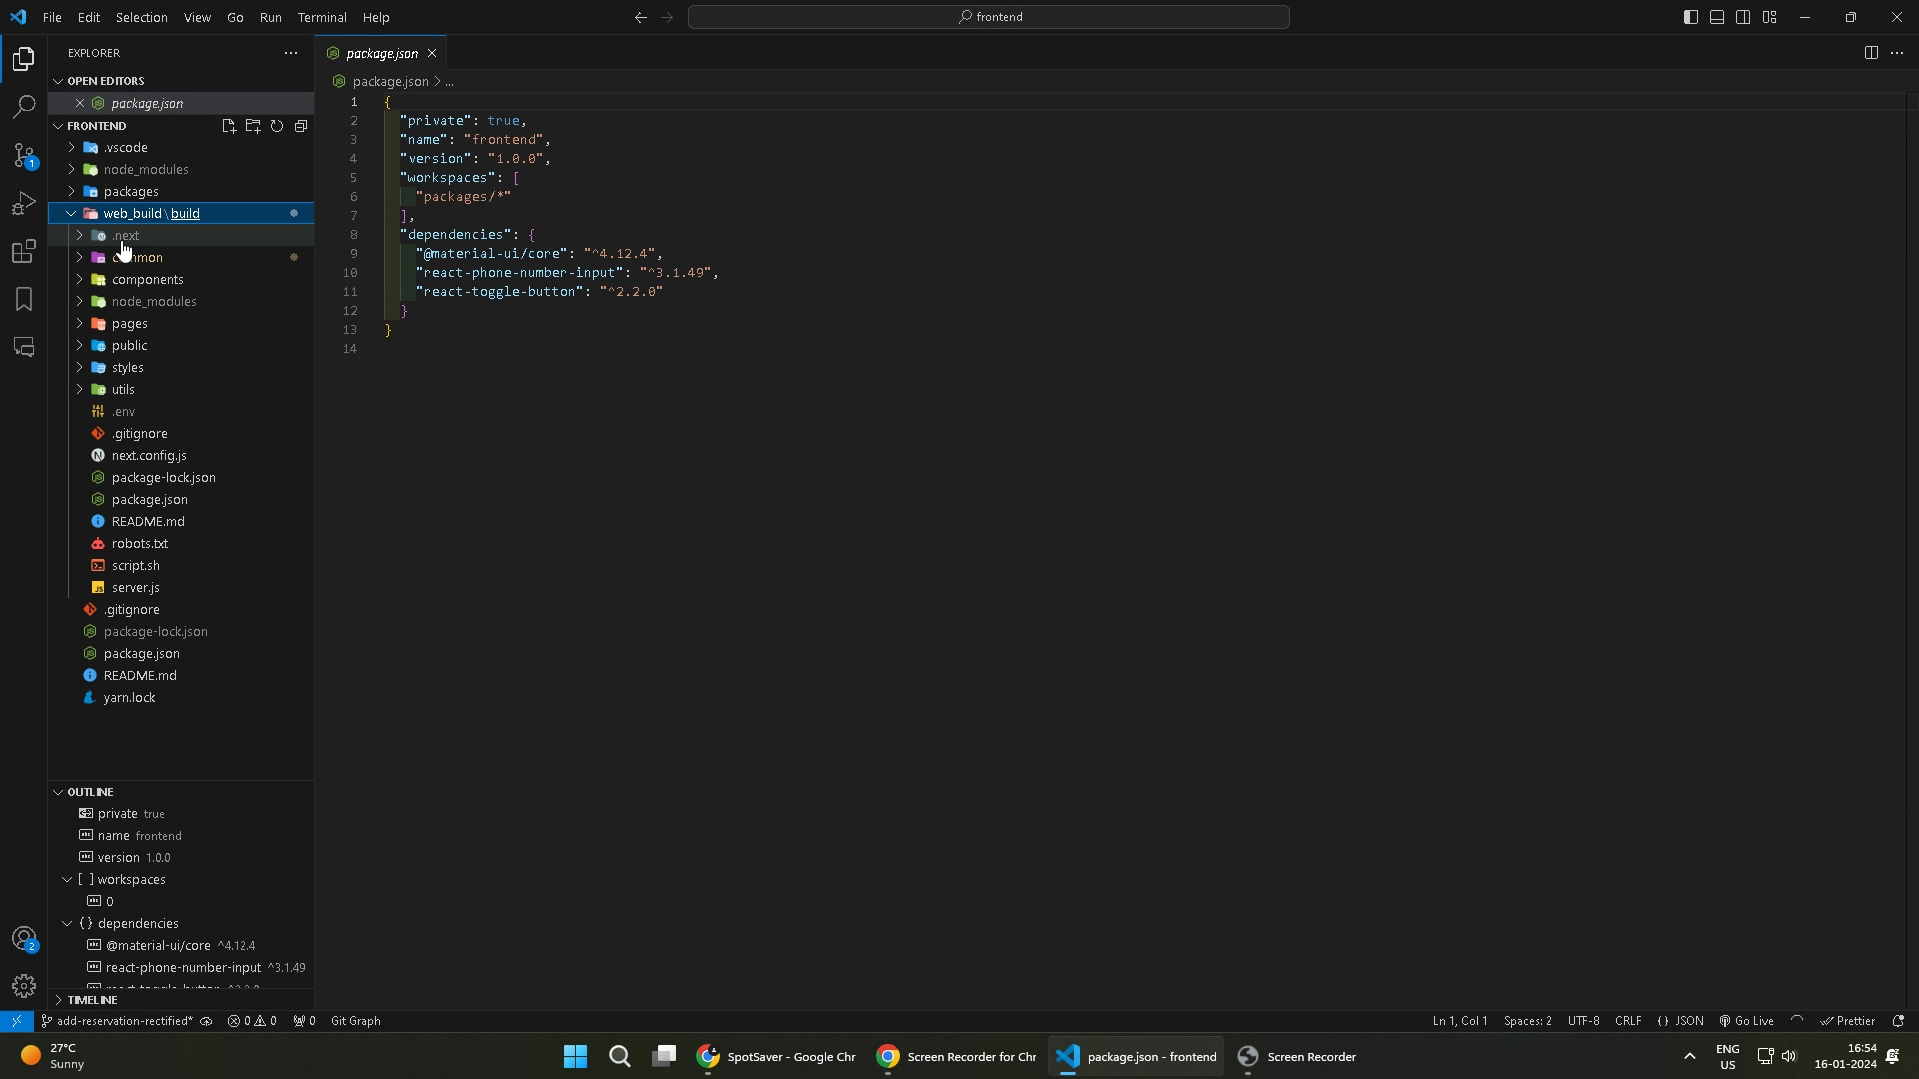 File Edit Selection View Go Run Terminal Help
frontend
EXPLORER
OPEN EDITORS
package.json
FRONTEND
.vscode
node_modules
packages
web_build\build
.next
components
node_modules
pages
public
styles
utils
.env
.gitignore
next.config.js
package-lock.json
package.json
README.md
robots.txt
script.sh
server.js
.gitignore
package-lock.json
package.json
README.md
yarn.lock
OUTLINE
private true
name frontend
version 1.0.0
[ ] workspaces
0
{} dependencies
@material-ui/core ^4.12.4
react-phone-number-input ^3.1.49
TIMELINE
package.json
package.json > ...
1 {
2 "private": true,
3 "name": "frontend",
4 "version": "1.0.0",
5 "workspaces": [
6 "packages/*"
7 ],
8 "dependencies": {
9 "@material-ui/core": "^4.12.4",
10 "react-phone-number-input": "^3.1.49",
11 "react-toggle-button": "^2.2.0"
12 }
13 }
14
1
2
add-reservation-rectified* 0 0 0 Git Graph
Ln 1, Col 1 Spaces: 2 UTF-8 CRLF {} JSON Go Live Prettier
27°C
Sunny
SpotSaver - Google Chr
Screen Recorder for Chr
package.json - frontend
Screen Recorder
ENG
US
16:54
16-01-2024